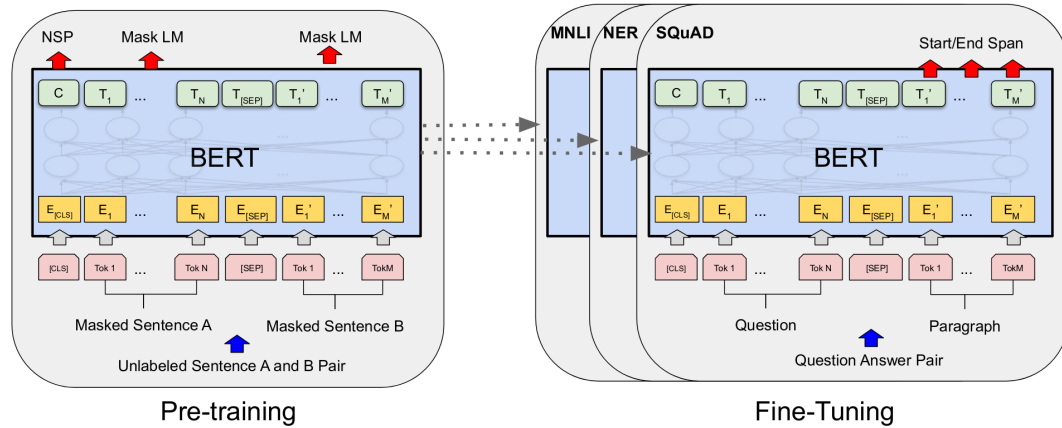 NSP Mask LM Mask LM
C T1 ... TN T[SEP] T1' ... TM'
...
BERT
...
E[CLS] E1 ... EN E[SEP] E1' ... EM'
[CLS] Tok 1 ... Tok N [SEP] Tok 1 ... TokM
Masked Sentence A Masked Sentence B
Unlabeled Sentence A and B Pair
Pre-training
MNLI NER SQuAD
Start/End Span
C T1 ... TN T[SEP] T1' ... TM'
...
BERT
...
E[CLS] E1 ... EN E[SEP] E1' ... EM'
[CLS] Tok 1 ... Tok N [SEP] Tok 1 ... TokM
Question Paragraph
Question Answer Pair
Fine-Tuning